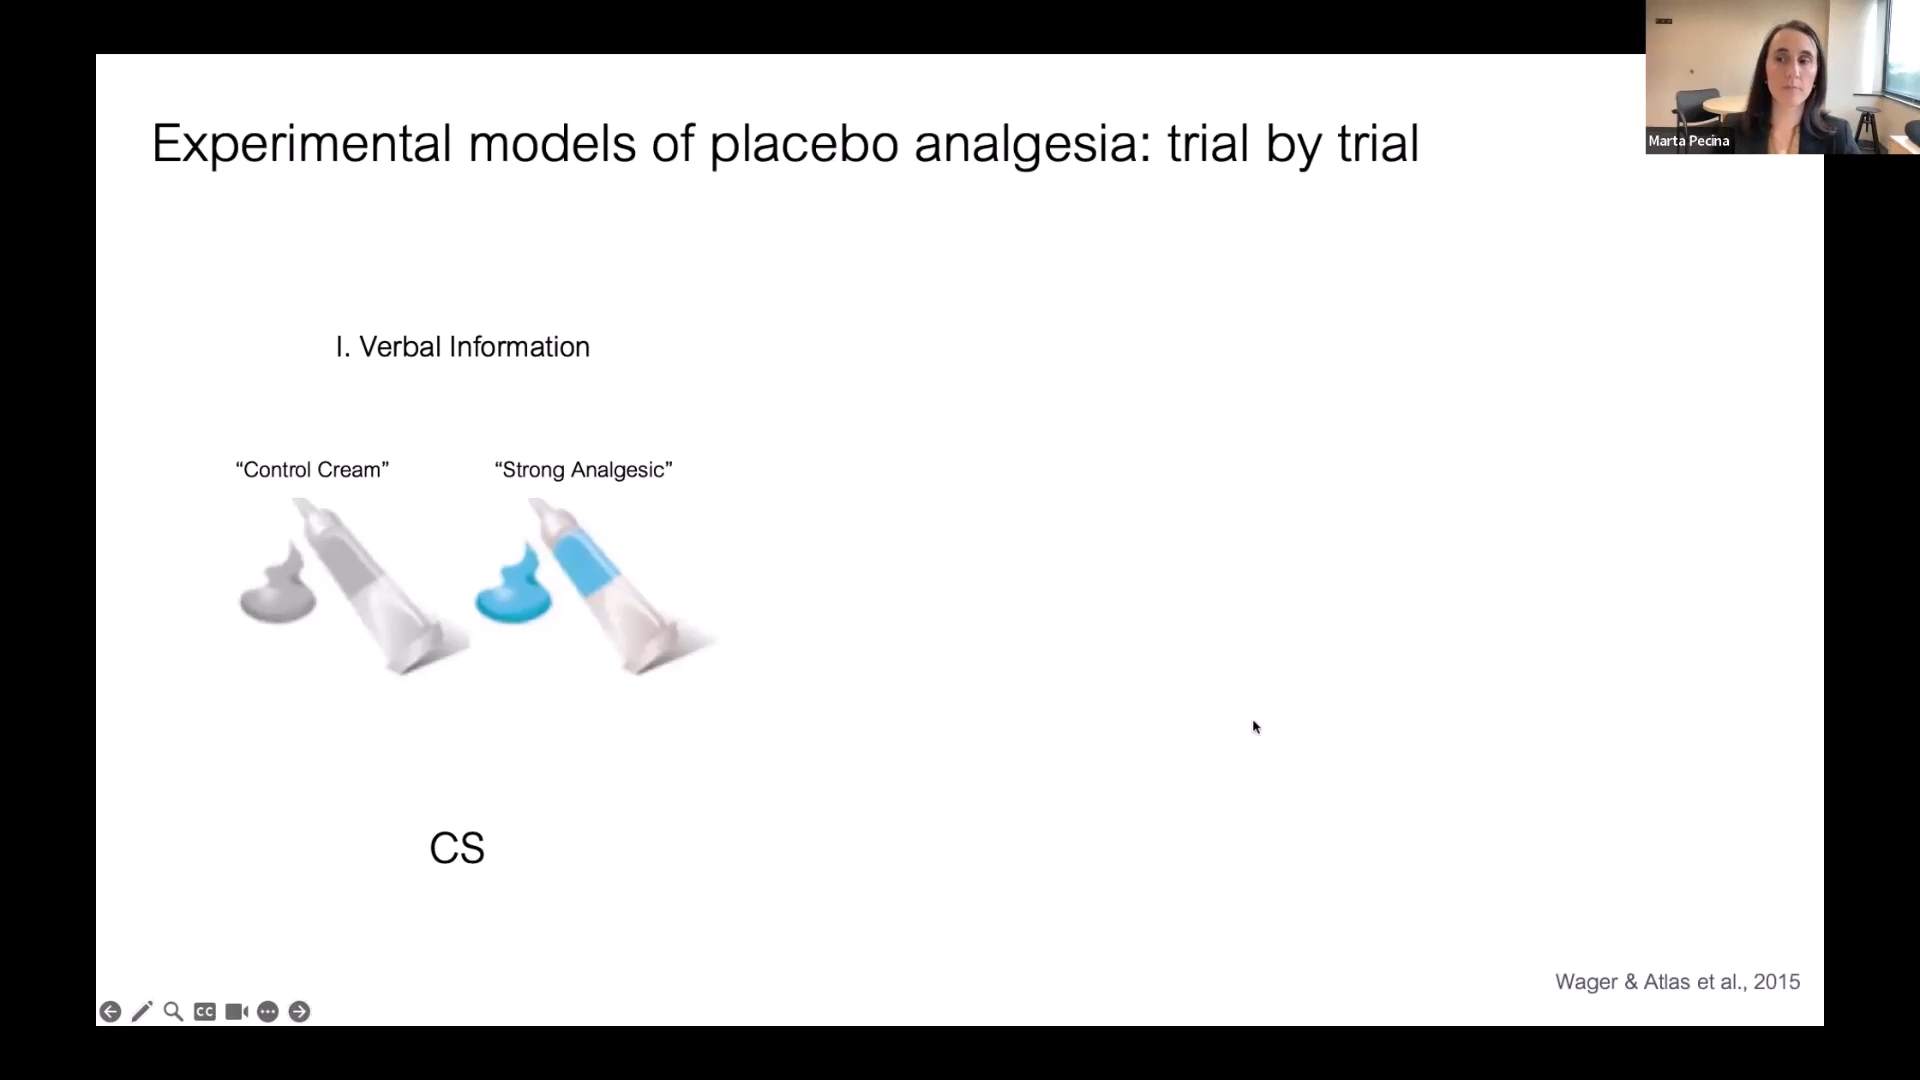 Experimental models of placebo analgesia: trial by trial
Marta Pecina
I. Verbal Information
“Control Cream”
“Strong Analgesic”
CS
Wager & Atlas et al., 2015
CC